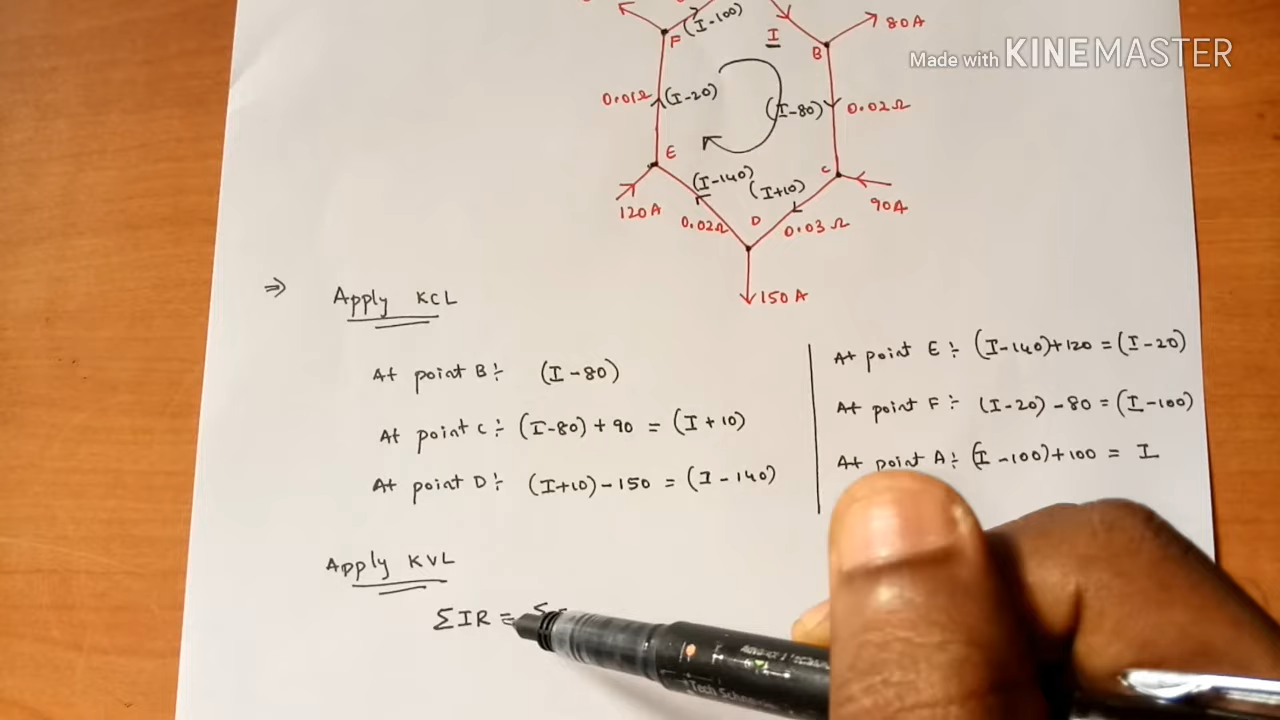 (I-100)
F
I
B
80A
Made with KINEMASTER
0.01Ω
(I-20)
(I-80)
0.02Ω
E
C
(I-140)
(I+10)
120A
90A
0.02Ω
D
0.03Ω
150A
⇒ Apply KCL
At point B:- (I-80)
At point C:- (I-80)+90 = (I+10)
At point D:- (I+10)-150 = (I-140)
At point E:- (I-140)+120=(I-20)
At point F:- (I-20)-80=(I-100)
At point A:- (I-100)+100 = I
Apply KVL
ΣIR =
Tech Schne